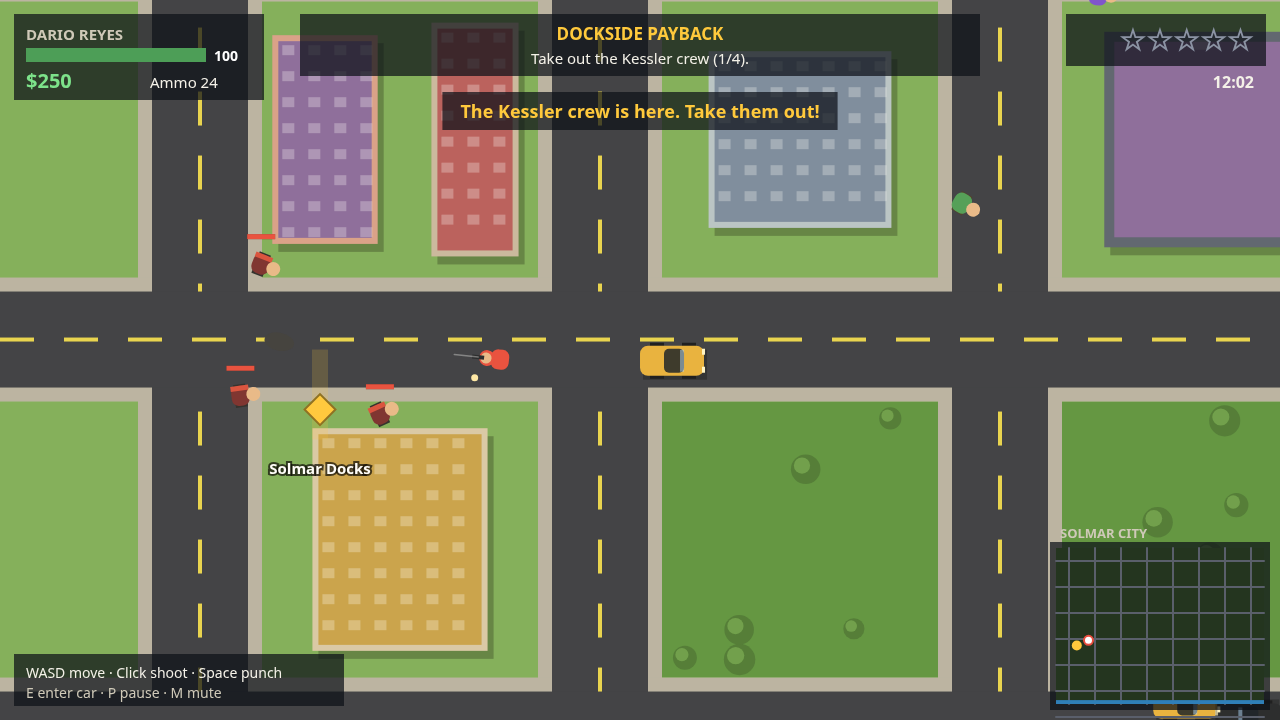 DARIO REYES
100
$250
Ammo 24
DOCKSIDE PAYBACK
Take out the Kessler crew (1/4).
The Kessler crew is here. Take them out!
12:02
Solmar Docks
SOLMAR CITY
WASD move · Click shoot · Space punch
E enter car · P pause · M mute